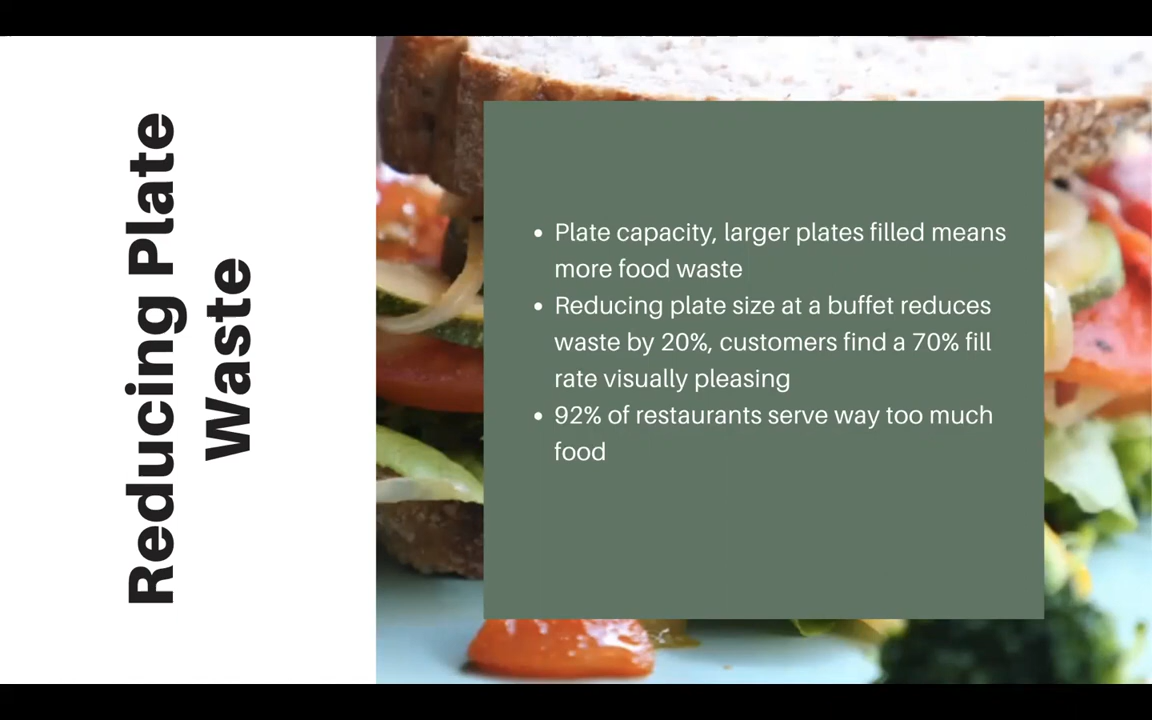 Reducing Plate
Waste
• Plate capacity, larger plates filled means
more food waste
• Reducing plate size at a buffet reduces
waste by 20%, customers find a 70% fill
rate visually pleasing
• 92% of restaurants serve way too much
food